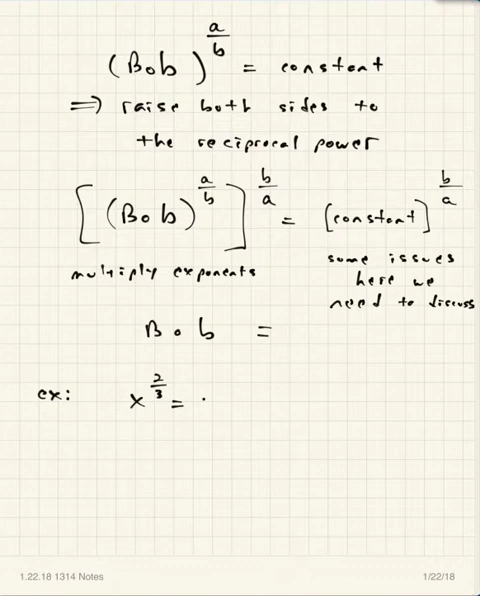 (Bob)^(a/b) = constant
=> raise both sides to
the reciprocal power
[(Bob)^(a/b)]^(b/a) = [constant]^(b/a)
multiply exponents
some issues
here we
need to discuss
Bob =
ex: x^(2/3) = .
1.22.18 1314 Notes
1/22/18